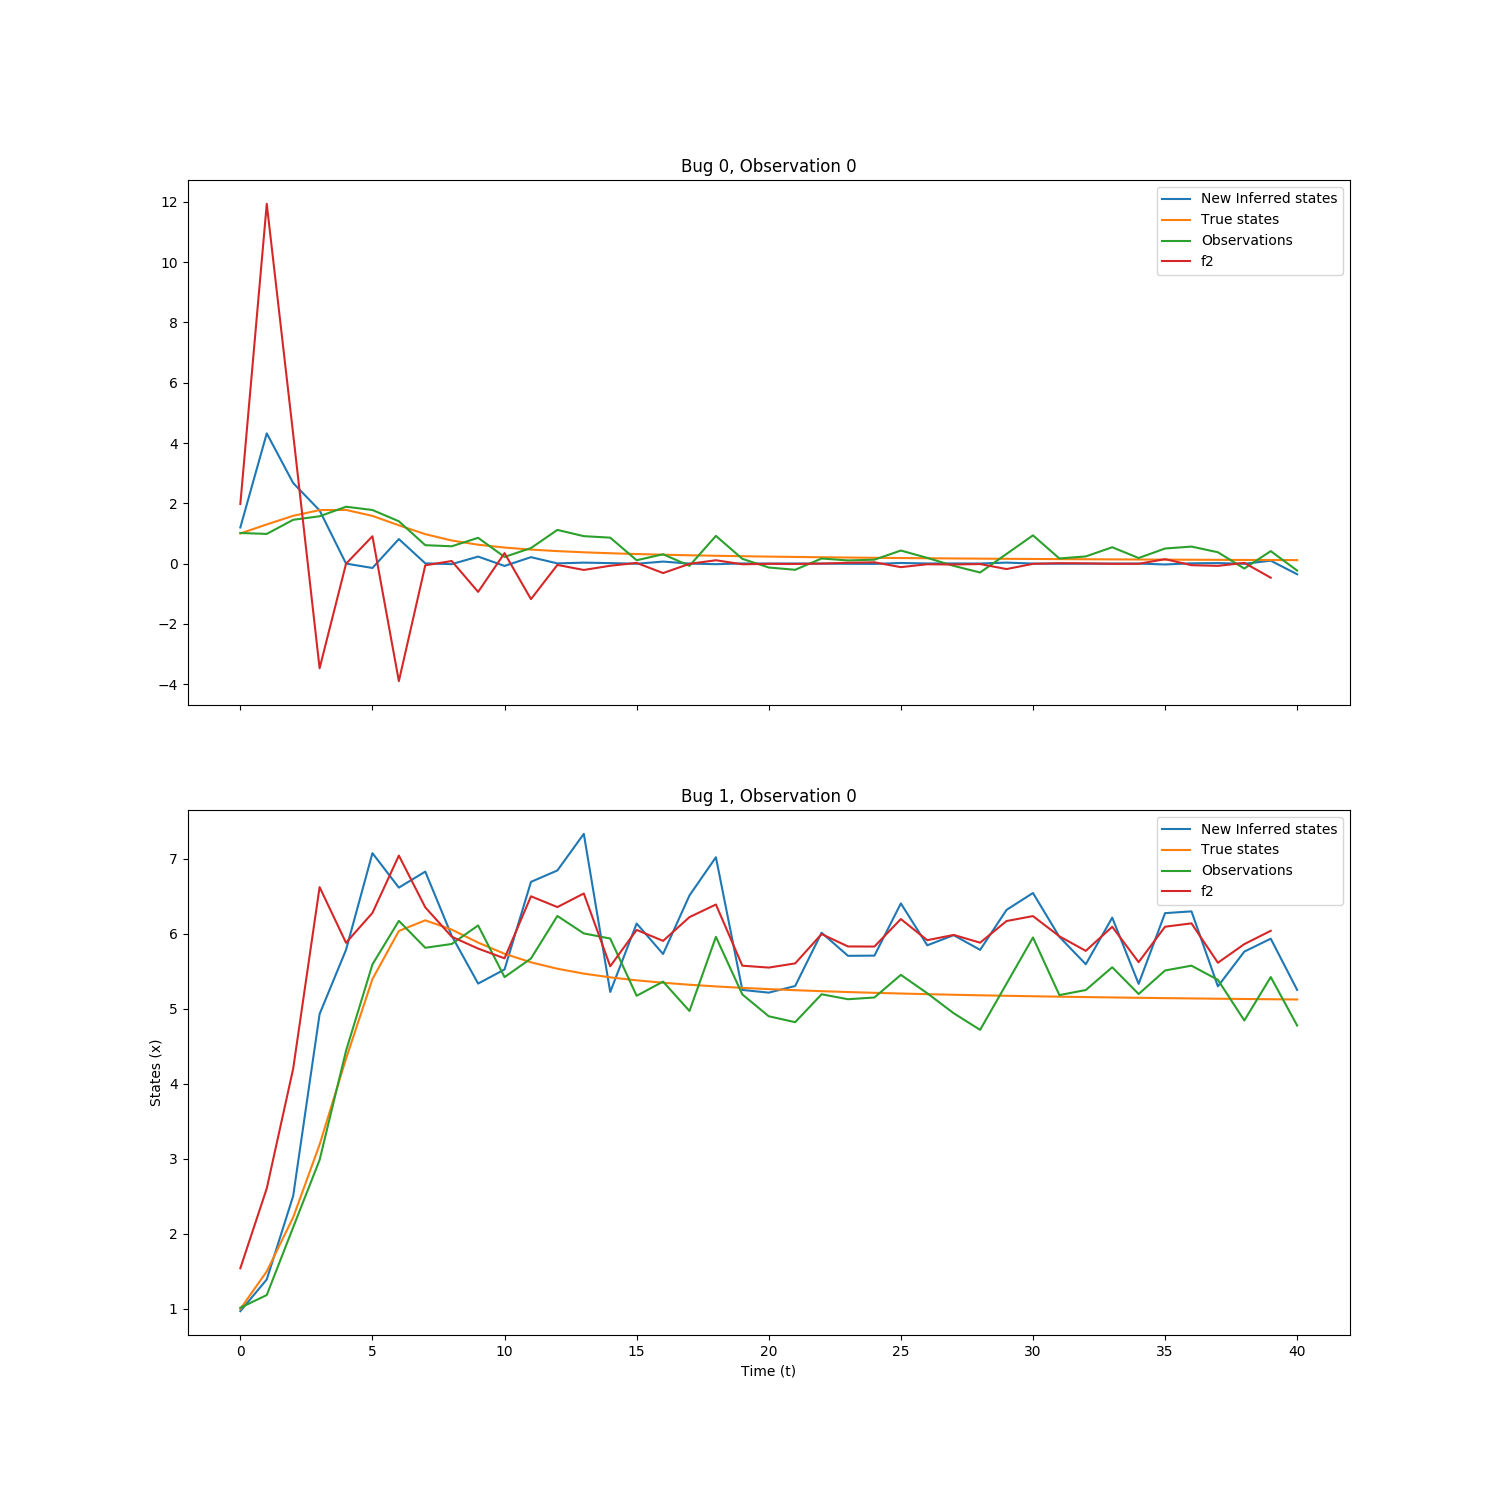 Bug 0, Observation 0
12
10
8
6
4
2
0
−2
−4
New Inferred states
True states
Observations
f2
Bug 1, Observation 0
7
6
5
4
3
2
1
States (x)
New Inferred states
True states
Observations
f2
0 5 10 15 20 25 30 35 40
Time (t)